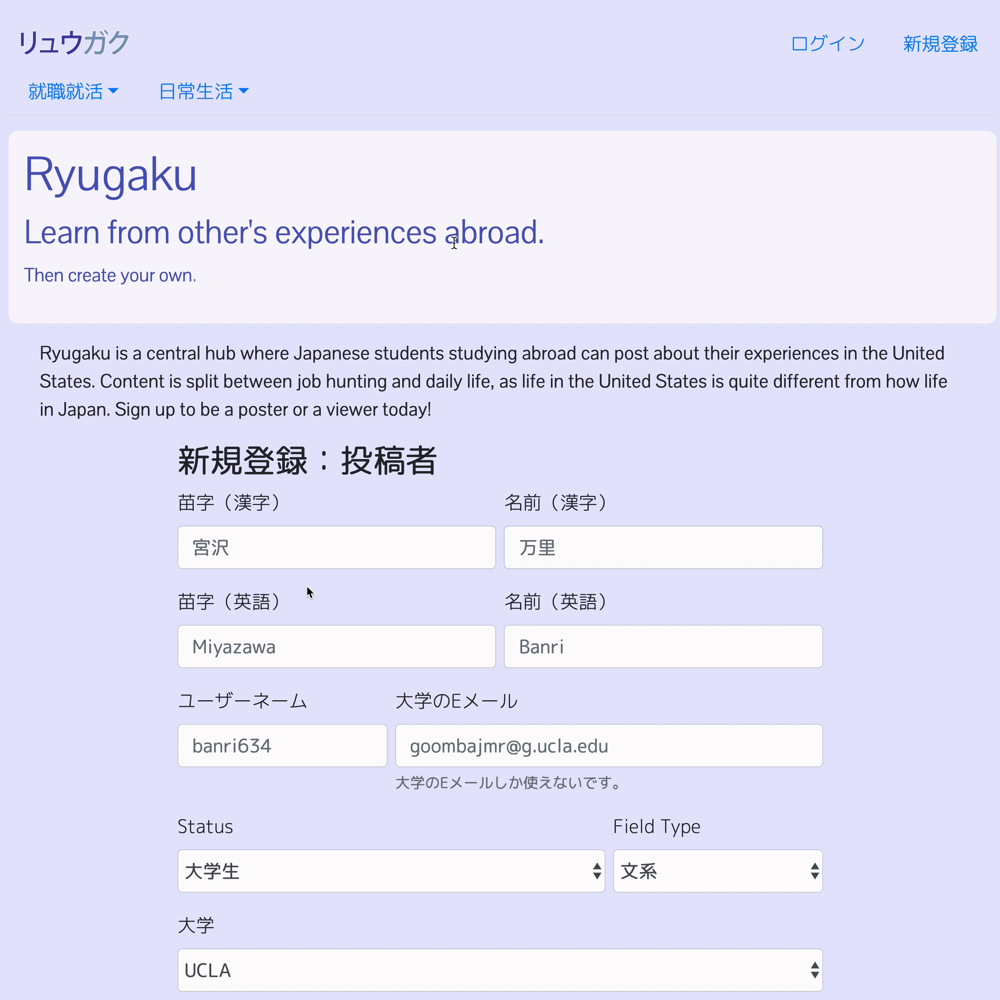 リュウガク
ログイン 新規登録
就職就活 日常生活
Ryugaku
Learn from other's experiences abroad.
Then create your own.
Ryugaku is a central hub where Japanese students studying abroad can post about their experiences in the United
States. Content is split between job hunting and daily life, as life in the United States is quite different from how life
in Japan. Sign up to be a poster or a viewer today!
新規登録：投稿者
苗字（漢字） 名前（漢字）
宮沢 万里
苗字（英語） 名前（英語）
Miyazawa Banri
ユーザーネーム 大学のEメール
banri634 goombajmr@g.ucla.edu
大学のEメールしか使えないです。
Status Field Type
大学生 文系
大学
UCLA